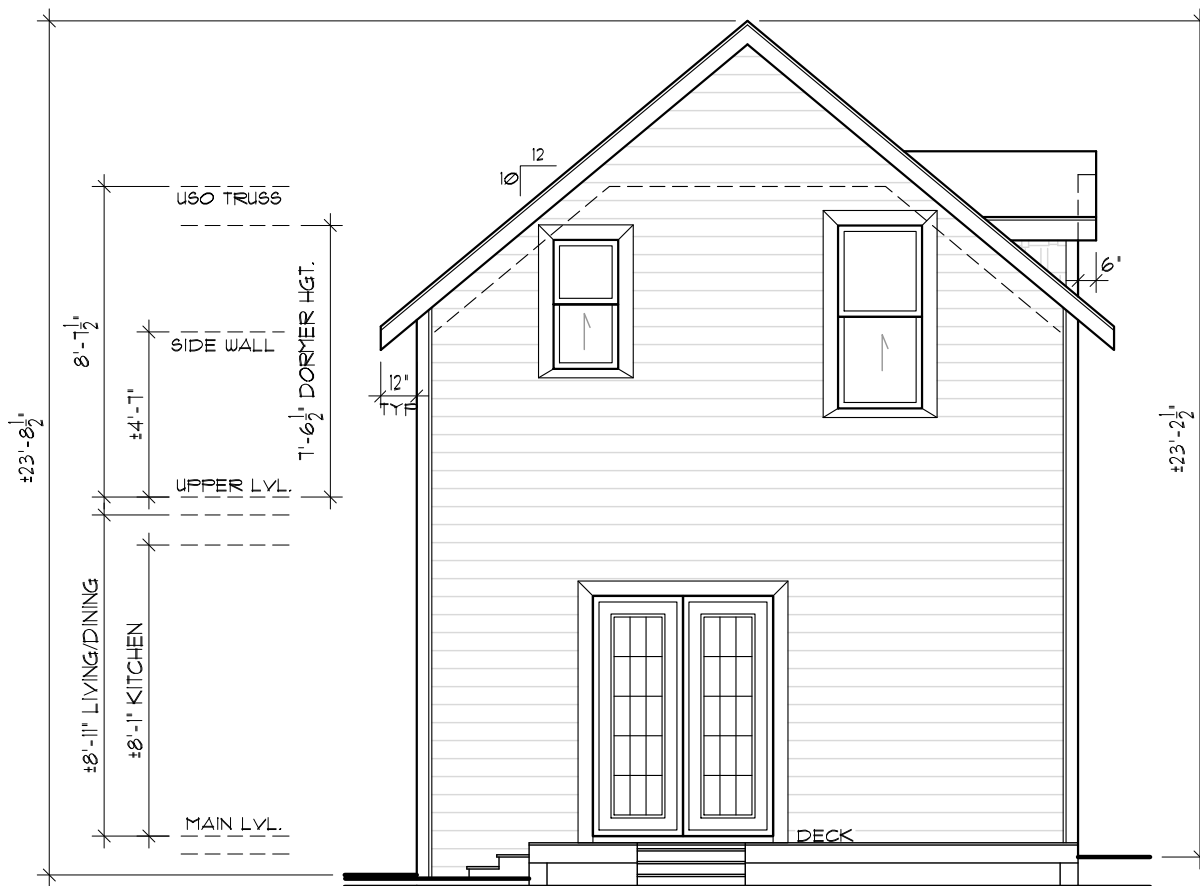 12
10
USO TRUSS
6"
8'-7½"
7'-6½" DORMER HGT.
SIDE WALL
12"
TYP
±4'-7"
±23'-8½"
±23'-2½"
UPPER LVL.
±8'-11" LIVING/DINING
±8'-1" KITCHEN
MAIN LVL.
DECK